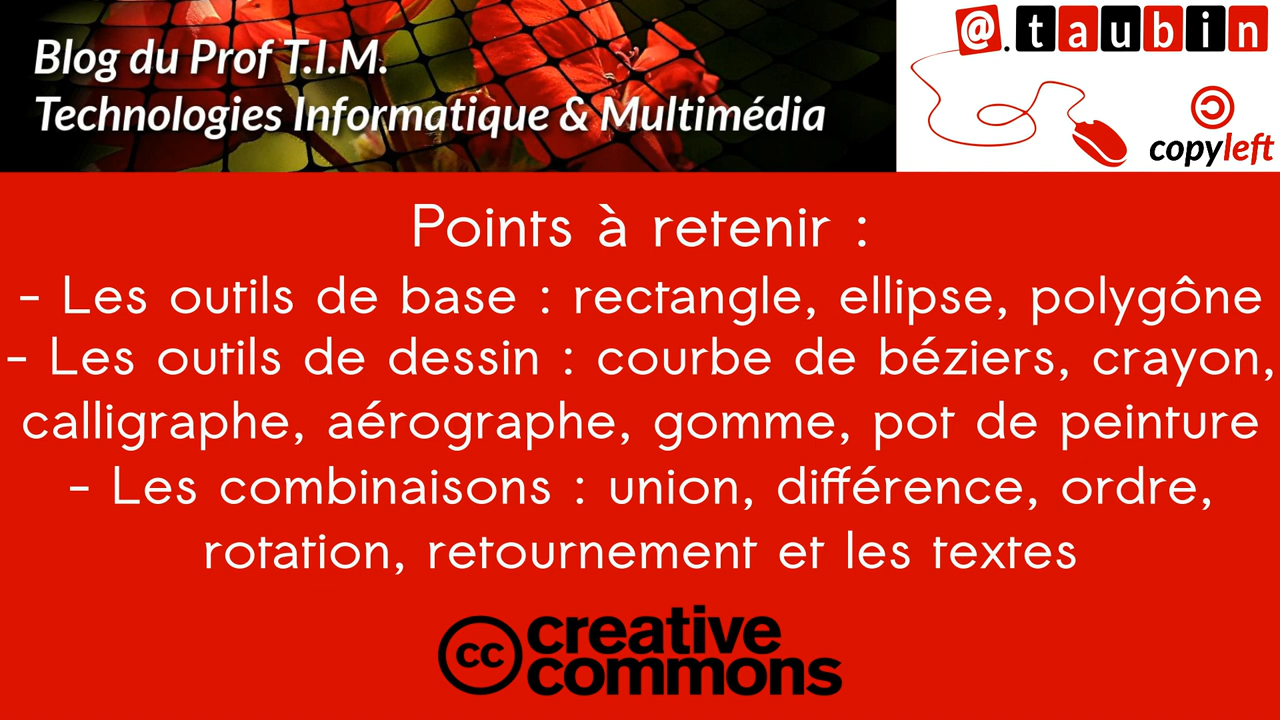 Blog du Prof T.I.M.
Technologies Informatique & Multimédia
@.taubin
copyleft
Points à retenir :
- Les outils de base : rectangle, ellipse, polygône
- Les outils de dessin : courbe de béziers, crayon,
calligraphe, aérographe, gomme, pot de peinture
- Les combinaisons : union, différence, ordre,
rotation, retournement et les textes
cc creative
commons